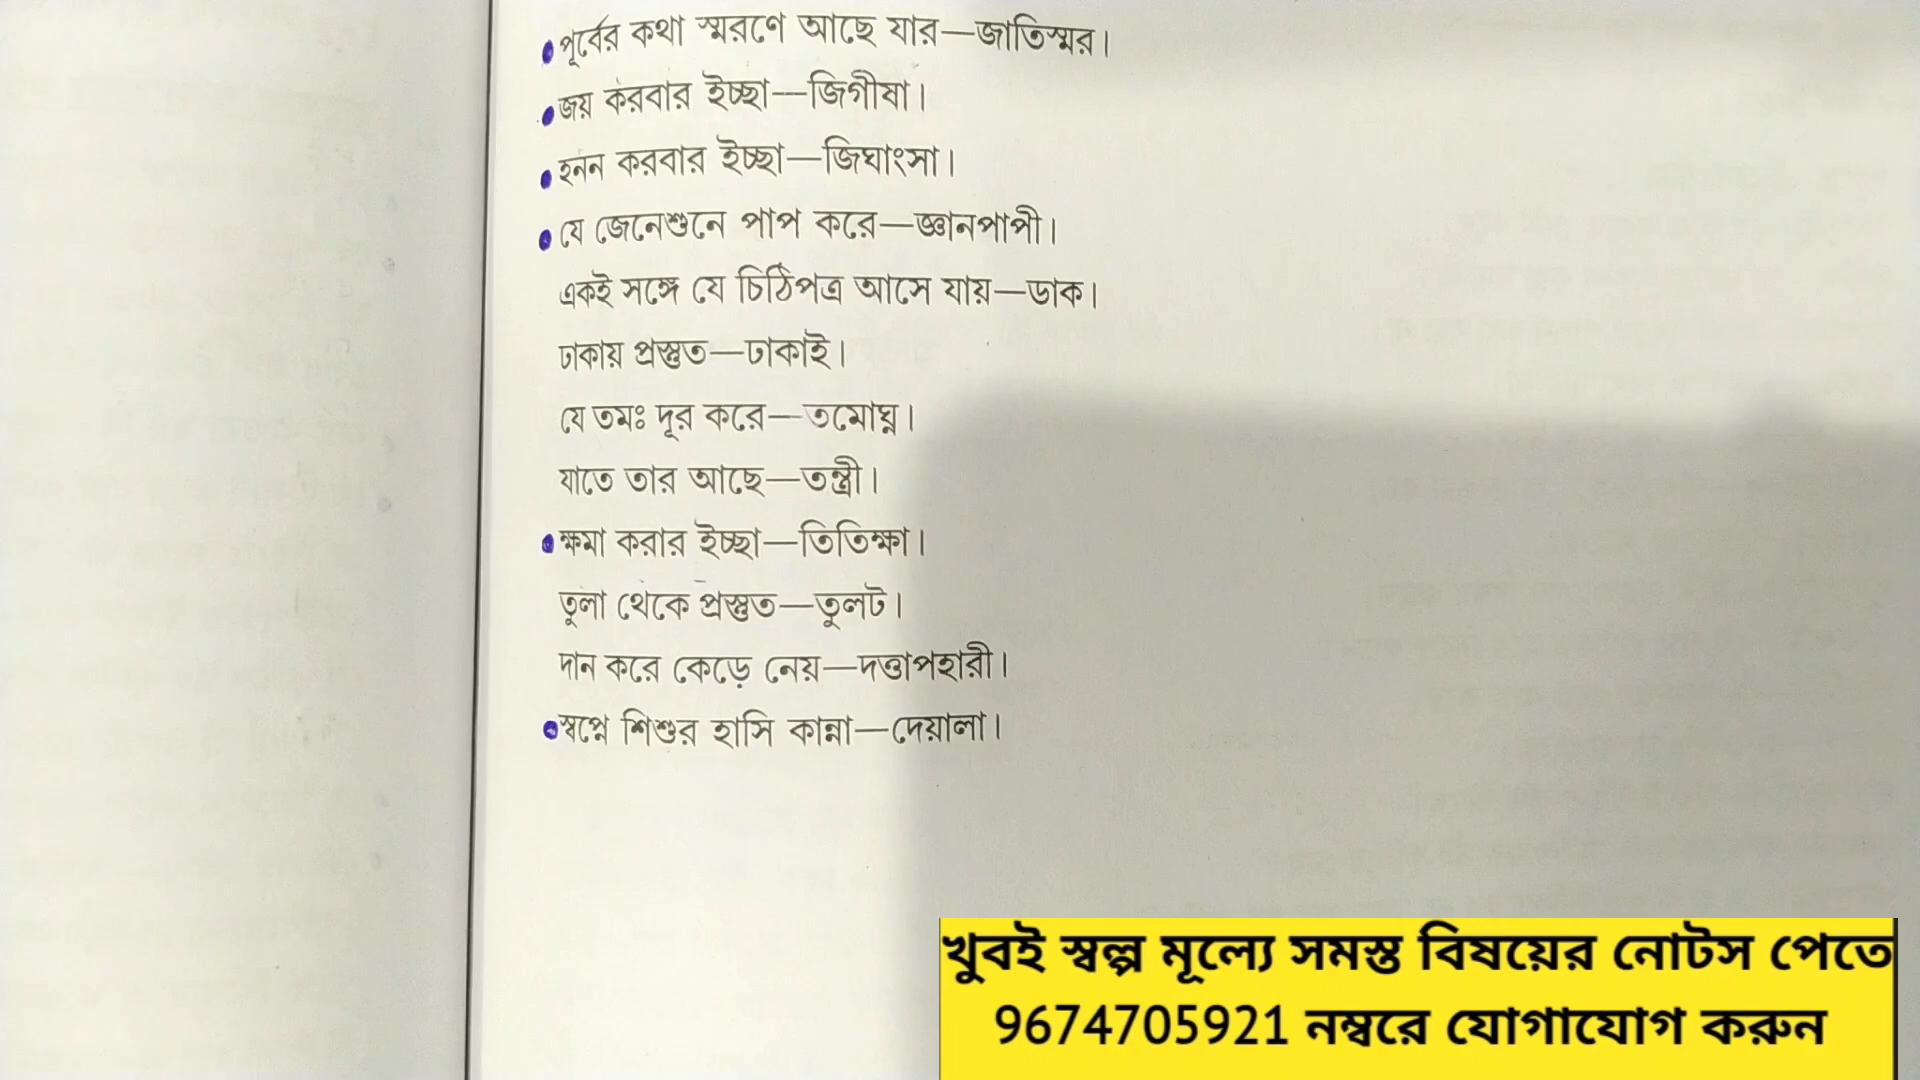 পূর্বের কথা স্মরণে আছে যার—জাতিস্মর।
জয় করবার ইচ্ছা—জিগীষা।
হনন করবার ইচ্ছা—জিঘাংসা।
যে জেনেশুনে পাপ করে—জ্ঞানপাপী।
একই সঙ্গে যে চিঠিপত্র আসে যায়—ডাক।
ঢাকায় প্রস্তুত—ঢাকাই।
যে তমঃ দূর করে—তমোঘ্ন।
যাতে তার আছে—তন্ত্রী।
ক্ষমা করার ইচ্ছা—তিতিক্ষা।
তুলা থেকে প্রস্তুত—তুলট।
দান করে কেড়ে নেয়—দত্তাপহারী।
স্বপ্নে শিশুর হাসি কান্না—দেয়ালা।
খুবই স্বল্প মূল্যে সমস্ত বিষয়ের নোটস পেতে
9674705921 নম্বরে যোগাযোগ করুন